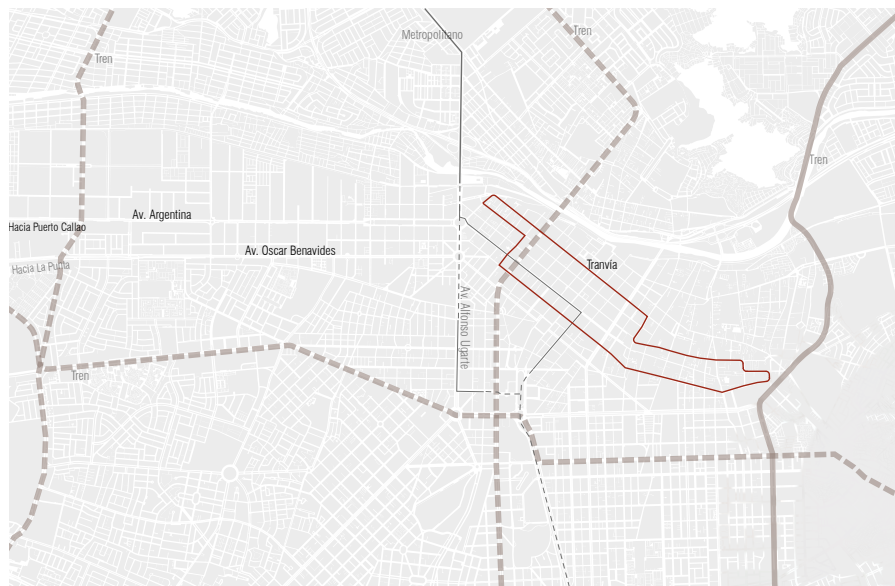 Metropolitano
Tren
Tren
Tren
Av. Argentina
Hacia Puerto Callao
Av. Oscar Benavides
Hacia La Punta
Tranvia
Av. Alfonso Ugarte
Tren